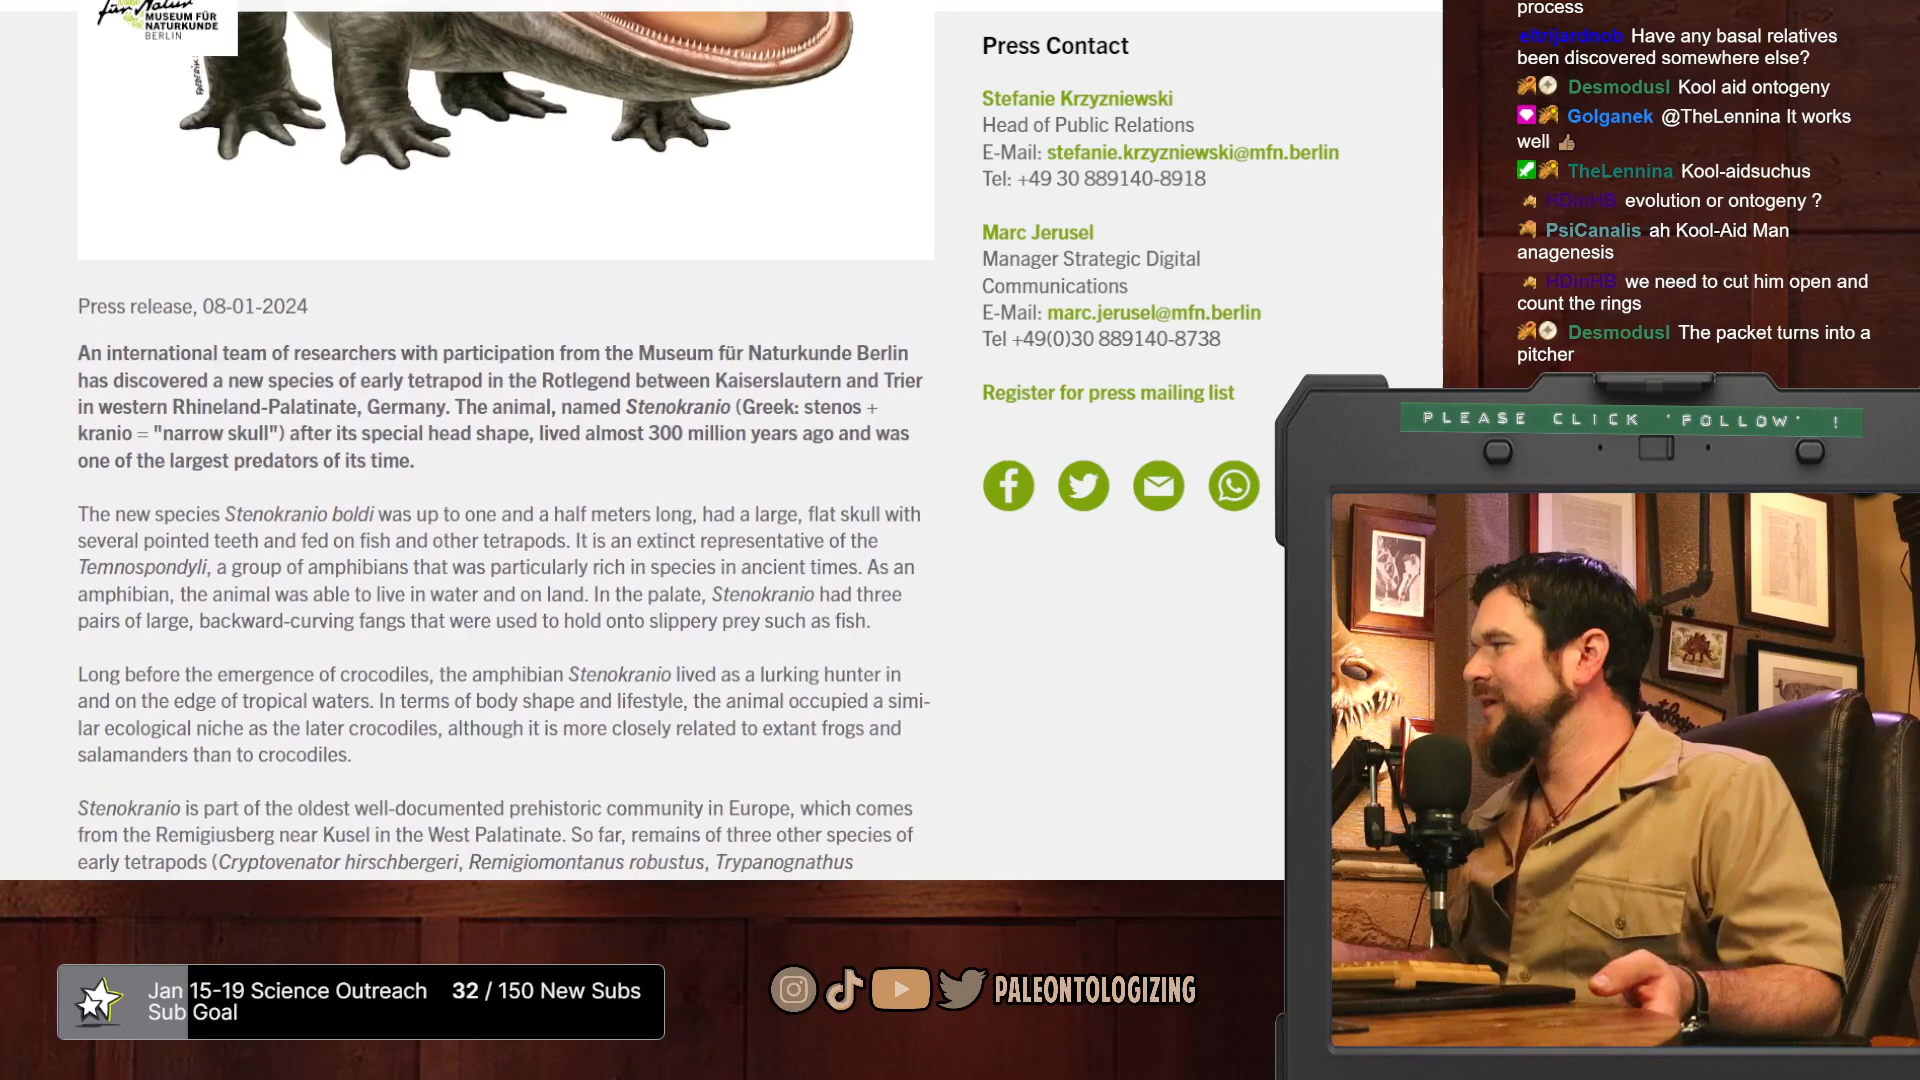 für Natur
MUSEUM FÜR
NATURKUNDE
BERLIN
Press release, 08-01-2024
An international team of researchers with participation from the Museum für Naturkunde Berlin
has discovered a new species of early tetrapod in the Rotlegend between Kaiserslautern and Trier
in western Rhineland-Palatinate, Germany. The animal, named Stenokranio (Greek: stenos +
kranio = "narrow skull") after its special head shape, lived almost 300 million years ago and was
one of the largest predators of its time.
The new species Stenokranio boldi was up to one and a half meters long, had a large, flat skull with
several pointed teeth and fed on fish and other tetrapods. It is an extinct representative of the
Temnospondyli, a group of amphibians that was particularly rich in species in ancient times. As an
amphibian, the animal was able to live in water and on land. In the palate, Stenokranio had three
pairs of large, backward-curving fangs that were used to hold onto slippery prey such as fish.
Long before the emergence of crocodiles, the amphibian Stenokranio lived as a lurking hunter in
and on the edge of tropical waters. In terms of body shape and lifestyle, the animal occupied a simi-
lar ecological niche as the later crocodiles, although it is more closely related to extant frogs and
salamanders than to crocodiles.
Stenokranio is part of the oldest well-documented prehistoric community in Europe, which comes
from the Remigiusberg near Kusel in the West Palatinate. So far, remains of three other species of
early tetrapods (Cryptovenator hirschbergeri, Remigiomontanus robustus, Trypanognathus
Press Contact
Stefanie Krzyzniewski
Head of Public Relations
E-Mail: stefanie.krzyzniewski@mfn.berlin
Tel: +49 30 889140-8918
Marc Jerusel
Manager Strategic Digital
Communications
E-Mail: marc.jerusel@mfn.berlin
Tel +49(0)30 889140-8738
Register for press mailing list
process
eltrijardnob Have any basal relatives
been discovered somewhere else?
Desmodusl Kool aid ontogeny
Golganek @TheLennina It works
well
TheLennina Kool-aidsuchus
HDinHB evolution or ontogeny ?
PsiCanalis ah Kool-Aid Man
anagenesis
HDinHB we need to cut him open and
count the rings
Desmodusl The packet turns into a
pitcher
PLEASE CLICK 'FOLLOW' !
Jan 15-19 Science Outreach 32 / 150 New Subs
Sub Goal
PALEONTOLOGIZING